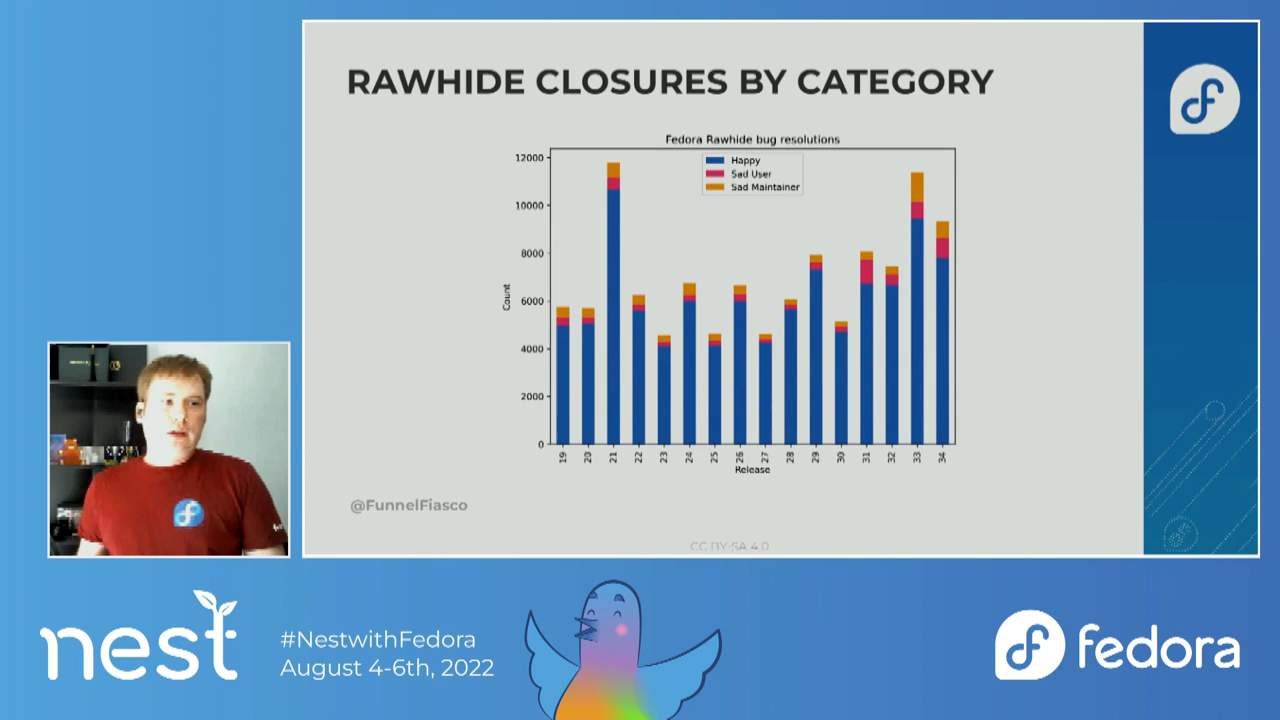 RAWHIDE CLOSURES BY CATEGORY
Fedora Rawhide bug resolutions
Happy
Sad User
Sad Maintainer
12000
10000
8000
6000
4000
2000
0
Count
19 20 21 22 23 24 25 26 27 28 29 30 31 32 33 34
Release
@FunnelFiasco
CC BY-SA 4.0
nest
#NestwithFedora
August 4-6th, 2022
fedora